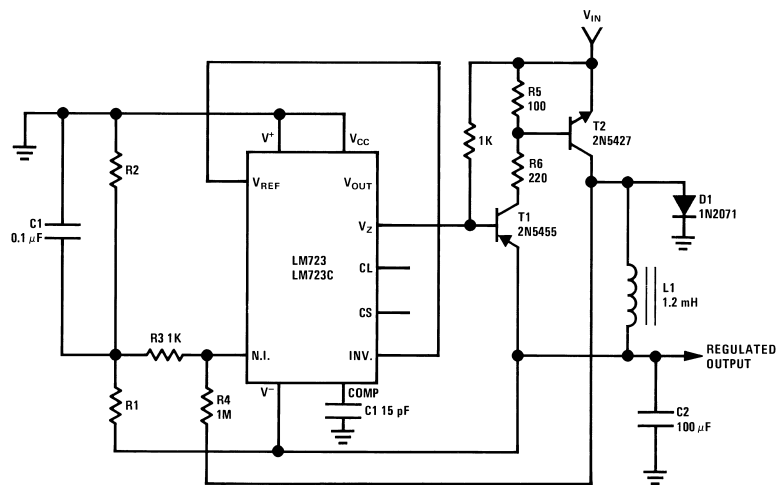 VIN
V+
VCC
R2
VREF
VOUT
VZ
C1
0.1 μF
LM723
LM723C
CL
CS
R3 1K
N.I.
INV.
V−
COMP
C1 15 pF
R1
R4
1M
1K
R5
100
R6
220
T2
2N5427
T1
2N5455
D1
1N2071
L1
1.2 mH
REGULATED
OUTPUT
C2
100 μF